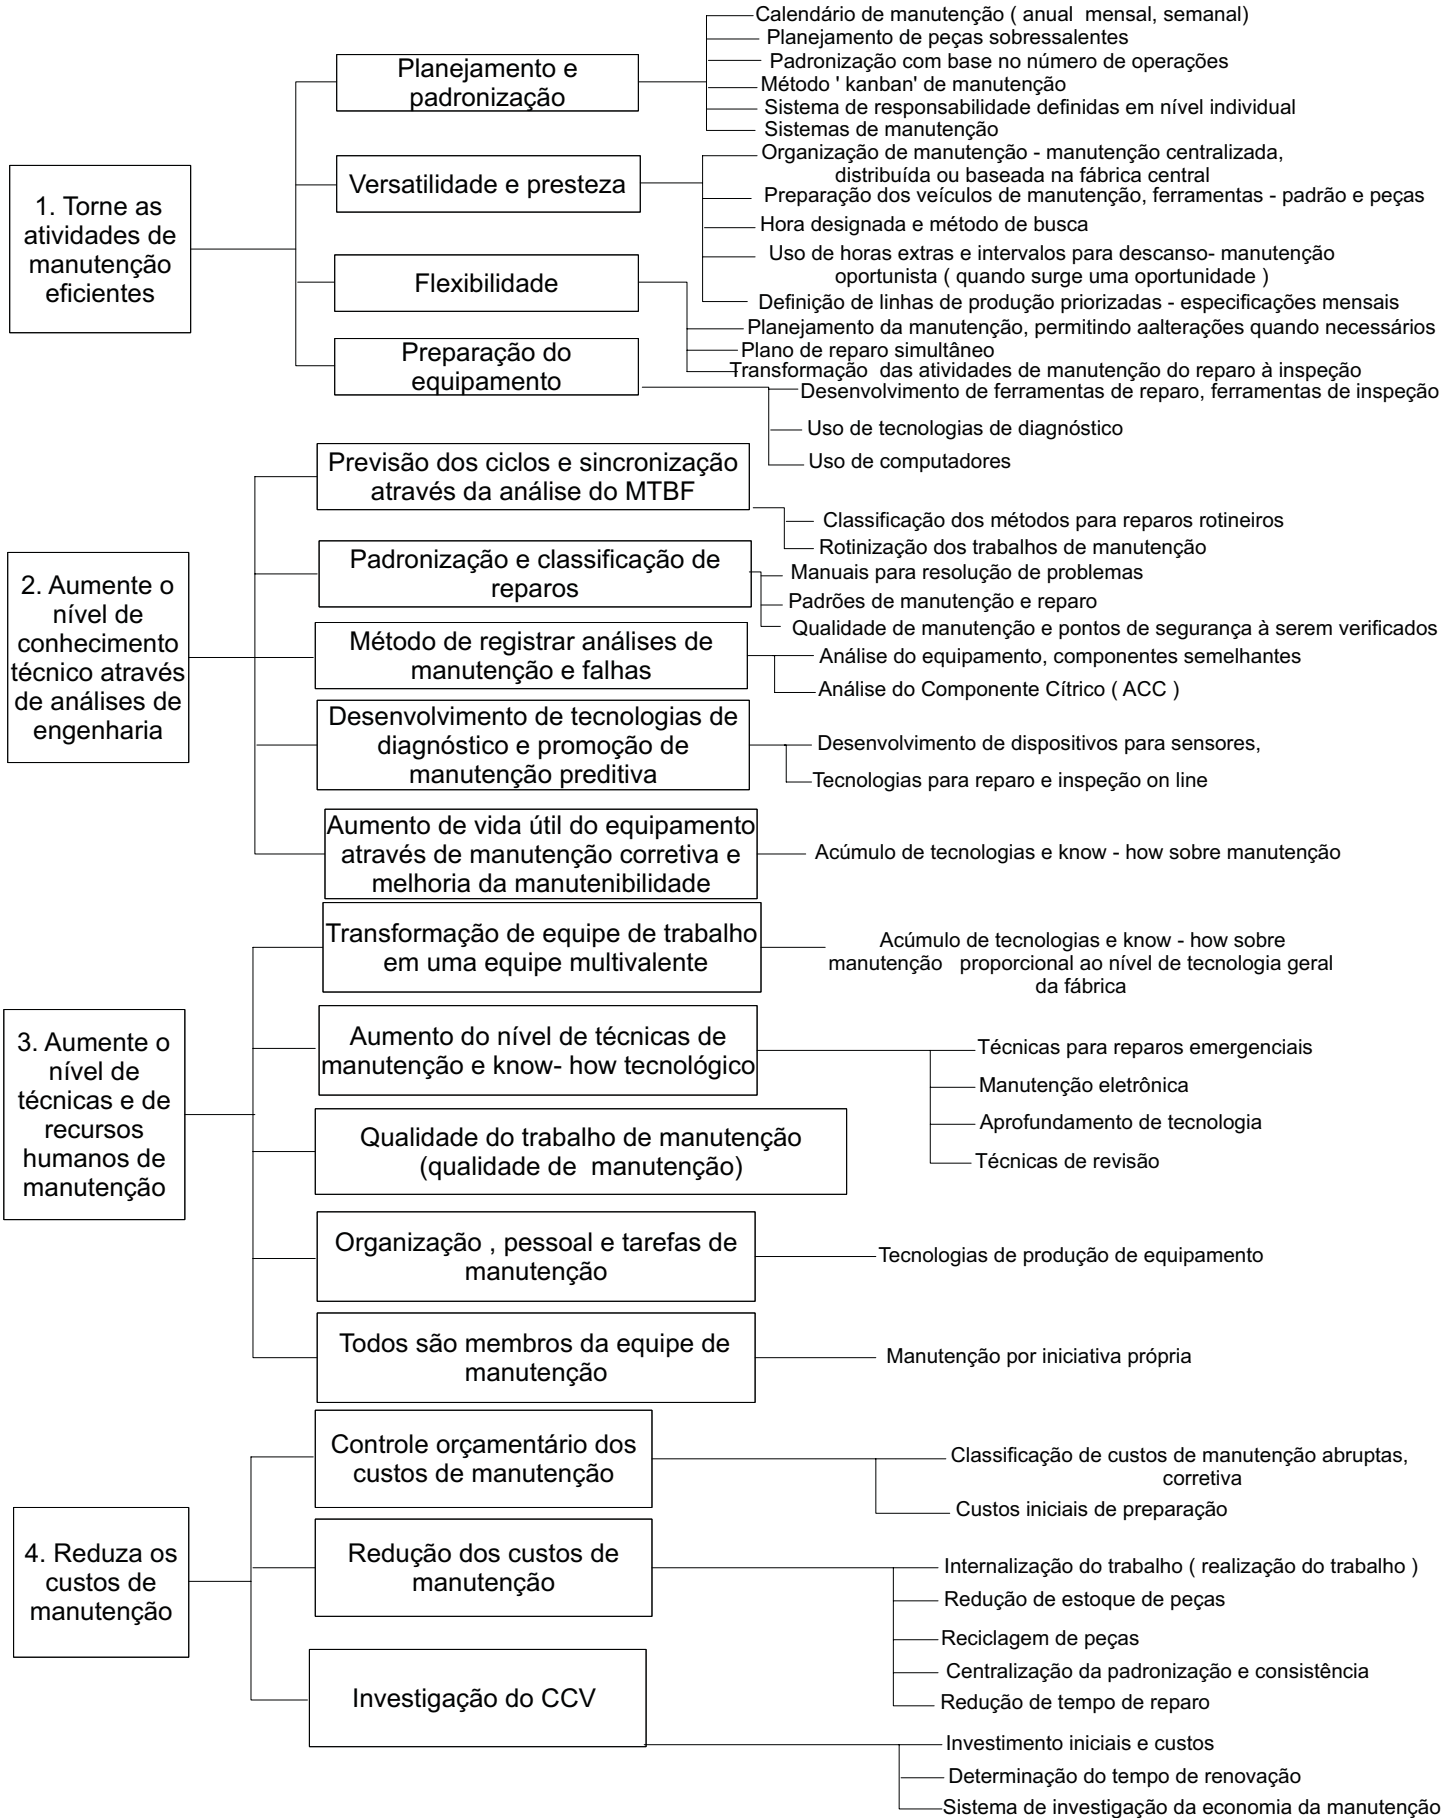 1. Torne as
atividades de
manutenção
eficientes
Planejamento e
padronização
Calendário de manutenção ( anual mensal, semanal)
Planejamento de peças sobressalentes
Padronização com base no número de operações
Método ' kanban' de manutenção
Sistema de responsabilidade definidas em nível individual
Sistemas de manutenção
Versatilidade e presteza
Organização de manutenção - manutenção centralizada,
distribuída ou baseada na fábrica central
Preparação dos veículos de manutenção, ferramentas - padrão e peças
Hora designada e método de busca
Uso de horas extras e intervalos para descanso- manutenção
oportunista ( quando surge uma oportunidade )
Definição de linhas de produção priorizadas - especificações mensais
Flexibilidade
Planejamento da manutenção, permitindo aalterações quando necessários
Plano de reparo simultâneo
Transformação das atividades de manutenção do reparo à inspeção
Preparação do
equipamento
Desenvolvimento de ferramentas de reparo, ferramentas de inspeção
Uso de tecnologias de diagnóstico
Uso de computadores
2. Aumente o
nível de
conhecimento
técnico através
de análises de
engenharia
Previsão dos ciclos e sincronização
através da análise do MTBF
Classificação dos métodos para reparos rotineiros
Rotinização dos trabalhos de manutenção
Padronização e classificação de
reparos
Manuais para resolução de problemas
Padrões de manutenção e reparo
Qualidade de manutenção e pontos de segurança à serem verificados
Método de registrar análises de
manutenção e falhas
Análise do equipamento, componentes semelhantes
Análise do Componente Cítrico ( ACC )
Desenvolvimento de tecnologias de
diagnóstico e promoção de
manutenção preditiva
Desenvolvimento de dispositivos para sensores,
Tecnologias para reparo e inspeção on line
Aumento de vida útil do equipamento
através de manutenção corretiva e
melhoria da manutenibilidade
Acúmulo de tecnologias e know - how sobre manutenção
3. Aumente o
nível de
técnicas e de
recursos
humanos de
manutenção
Transformação de equipe de trabalho
em uma equipe multivalente
Acúmulo de tecnologias e know - how sobre
manutenção proporcional ao nível de tecnologia geral
da fábrica
Aumento do nível de técnicas de
manutenção e know- how tecnológico
Técnicas para reparos emergenciais
Manutenção eletrônica
Aprofundamento de tecnologia
Técnicas de revisão
Qualidade do trabalho de manutenção
(qualidade de manutenção)
Organização , pessoal e tarefas de
manutenção
Tecnologias de produção de equipamento
Todos são membros da equipe de
manutenção
Manutenção por iniciativa própria
4. Reduza os
custos de
manutenção
Controle orçamentário dos
custos de manutenção
Classificação de custos de manutenção abruptas,
corretiva
Custos iniciais de preparação
Redução dos custos de
manutenção
Internalização do trabalho ( realização do trabalho )
Redução de estoque de peças
Reciclagem de peças
Centralização da padronização e consistência
Redução de tempo de reparo
Investigação do CCV
Investimento iniciais e custos
Determinação do tempo de renovação
Sistema de investigação da economia da manutenção